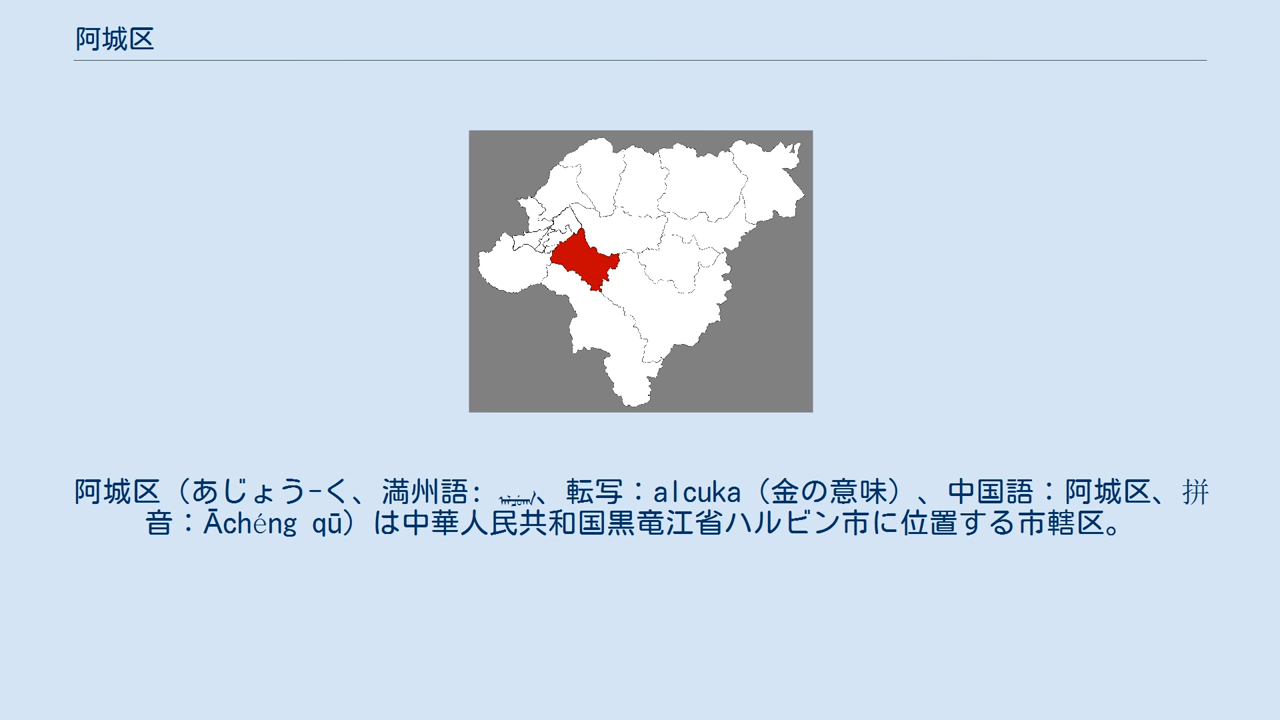 阿城区
阿城区（あじょう-く、満州語: 、転写：alcuka（金の意味）、中国語：阿城区、拼
音：Āchéng qū）は中華人民共和国黒竜江省ハルビン市に位置する市轄区。